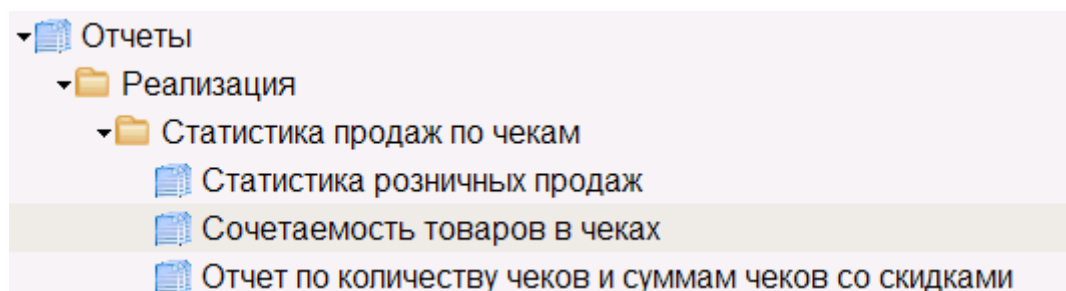 Отчеты
Реализация
Статистика продаж по чекам
Статистика розничных продаж
Сочетаемость товаров в чеках
Отчет по количеству чеков и суммам чеков со скидками